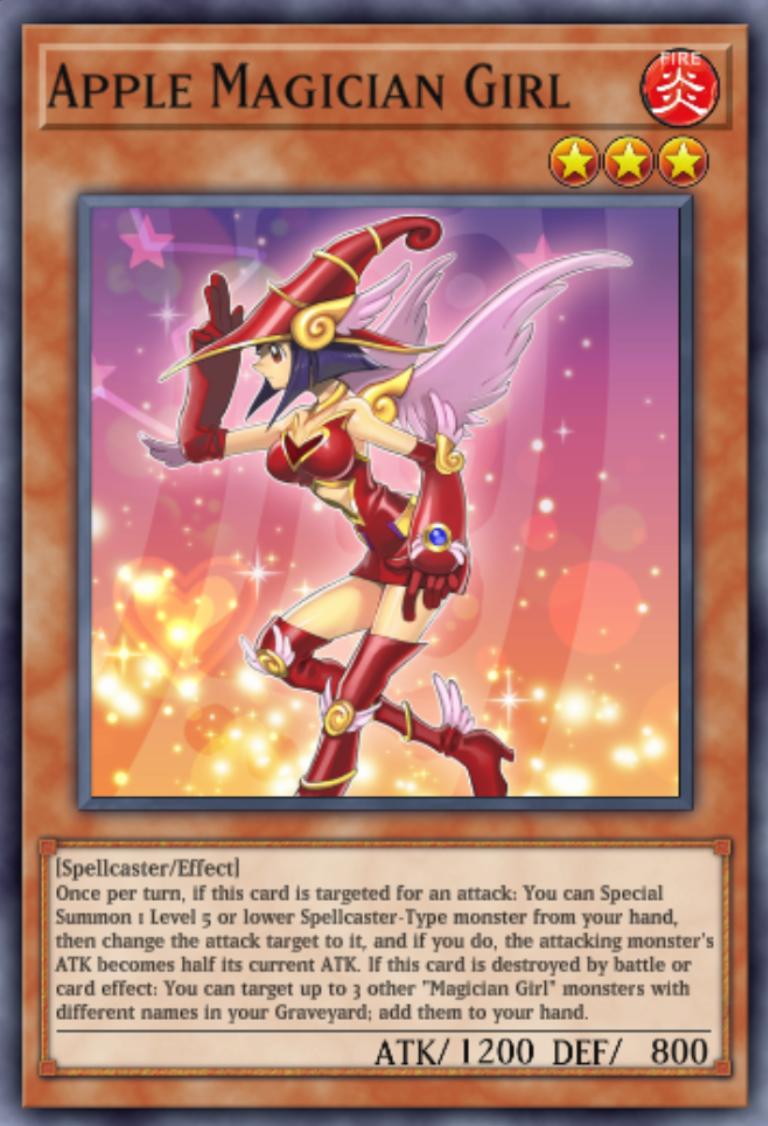 Apple Magician Girl
FIRE
炎
[Spellcaster/Effect]
Once per turn, if this card is targeted for an attack: You can Special
Summon 1 Level 5 or lower Spellcaster-Type monster from your hand,
then change the attack target to it, and if you do, the attacking monster's
ATK becomes half its current ATK. If this card is destroyed by battle or
card effect: You can target up to 3 other "Magician Girl" monsters with
different names in your Graveyard; add them to your hand.
ATK/ 1200 DEF/ 800